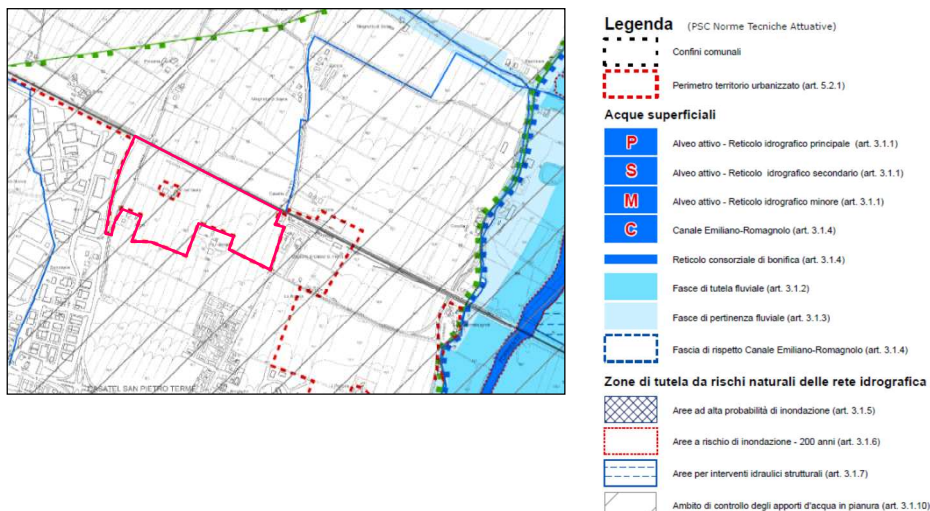 CASATEL SAN PIETRO TERME
Legenda (PSC Norme Tecniche Attuative)
Confini comunali
Perimetro territorio urbanizzato (art. 5.2.1)
Acque superficiali
P Alveo attivo - Reticolo idrografico principale (art. 3.1.1)
S Alveo attivo - Reticolo idrografico secondario (art. 3.1.1)
M Alveo attivo - Reticolo idrografico minore (art. 3.1.1)
C Canale Emiliano-Romagnolo (art. 3.1.4)
Reticolo consorziale di bonifica (art. 3.1.4)
Fasce di tutela fluviale (art. 3.1.2)
Fasce di pertinenza fluviale (art. 3.1.3)
Fascia di rispetto Canale Emiliano-Romagnolo (art. 3.1.4)
Zone di tutela da rischi naturali delle rete idrografica
Aree ad alta probabilità di inondazione (art. 3.1.5)
Aree a rischio di inondazione - 200 anni (art. 3.1.6)
Aree per interventi idraulici strutturali (art. 3.1.7)
Ambito di controllo degli apporti d'acqua in pianura (art. 3.1.10)